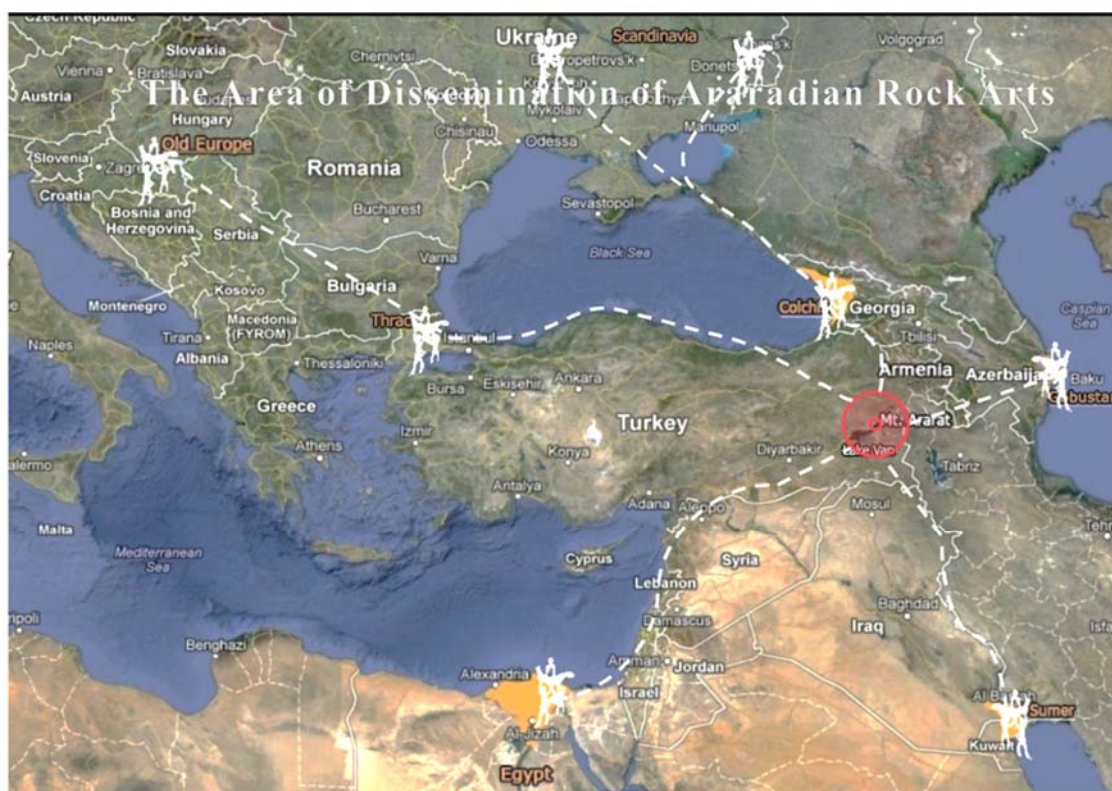 Czech Republic
Ukraine
Scandinavia
Volgograd
Slovakia
Chernivtsi
Vienna
Bratislava
Donets
Austria
The Area of Dissemination of Araradian Rock Arts
Hungary
Mykolaiv
Chisinau
Manupol
Odessa
Old Europe
Slovenia
Romania
Croatia
Bosnia and
Herzegovina
Bucharest
Sevastopol
Serbia
Black Sea
Varna
Bulgaria
Kosovo
Montenegro
Macedonia
(FYROM)
Thrac
Colchi
Georgia
Caspian
Sea
Tirana
Istanbul
Tbilisi
Naples
Albania
Thessaloniki
Armenia
Azerbaija
Baku
Bursa
Eskisehir
Ankara
Gobustan
Greece
Turkey
Mt. Ararat
Izmir
Athens
Konya
Diyarbakir
Lake Van
Tabriz
Antalya
Adana
Aleppo
Mosul
Malta
Mediterranean
Sea
Cyprus
Syria
Lebanon
Baghdad
Damascus
Iraq
Benghazi
Amman
Jordan
Alexandria
Israel
Sumer
Al-Jizah
Kuwait
Egypt